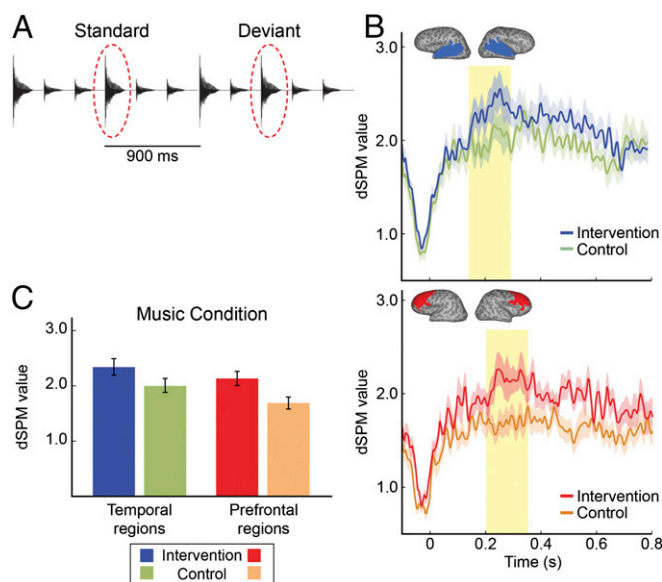 A
Standard Deviant
900 ms
B
3.0
2.0
1.0
dSPM value
Intervention
Control
C
Music Condition
3.0
2.0
1.0
dSPM value
Temporal regions
Prefrontal regions
Intervention
Control
3.0
2.0
1.0
dSPM value
Intervention
Control
0 0.2 0.4 0.6 0.8
Time (s)